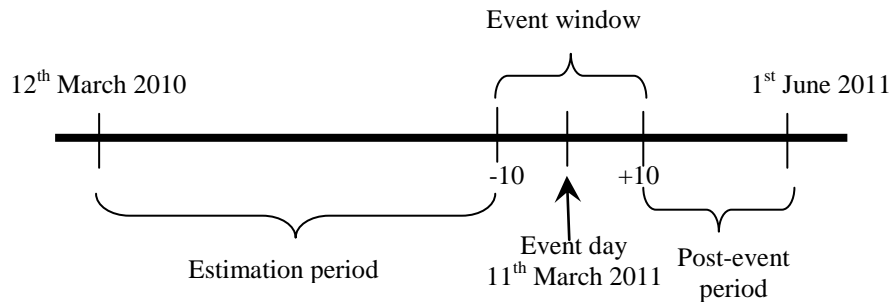 Event window
12th March 2010
1st June 2011
-10
+10
Estimation period
Event day
11th March 2011
Post-event
period